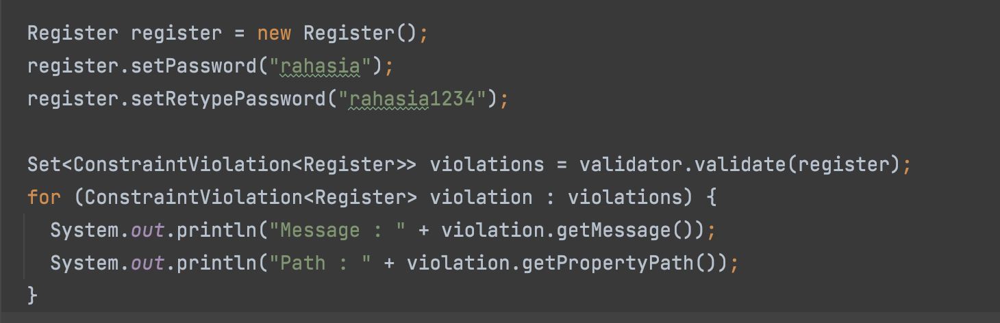 Register register = new Register();
register.setPassword("rahasia");
register.setRetypePassword("rahasia1234");
Set<ConstraintViolation<Register>> violations = validator.validate(register);
for (ConstraintViolation<Register> violation : violations) {
System.out.println("Message : " + violation.getMessage());
System.out.println("Path : " + violation.getPropertyPath());
}